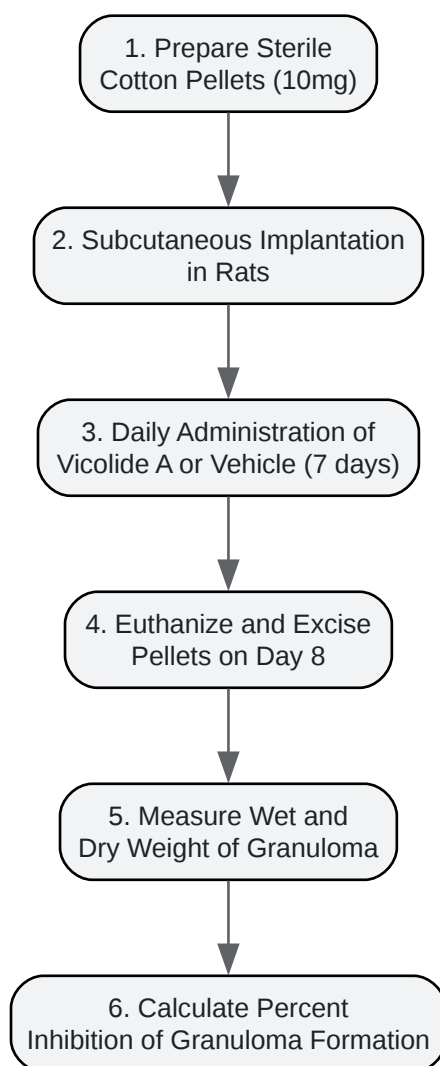 1. Prepare Sterile
Cotton Pellets (10mg)
2. Subcutaneous Implantation
in Rats
3. Daily Administration of
Vicolide A or Vehicle (7 days)
4. Euthanize and Excise
Pellets on Day 8
5. Measure Wet and
Dry Weight of Granuloma
6. Calculate Percent
Inhibition of Granuloma Formation